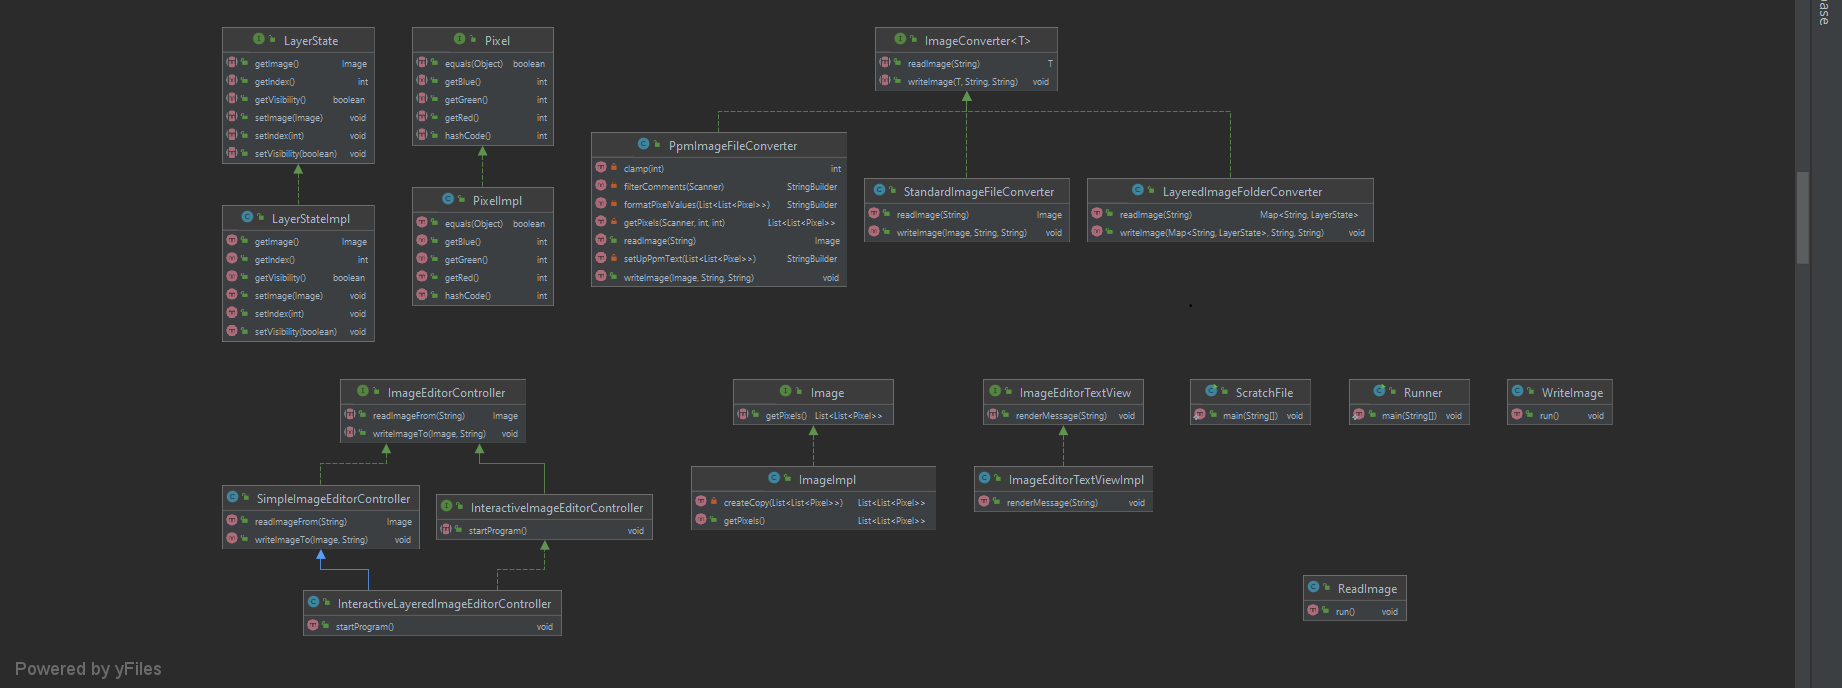 ease
LayerState
getImage() Image
getIndex() int
getVisibility() boolean
setImage(Image) void
setIndex(int) void
setVisibility(boolean) void
Pixel
equals(Object) boolean
getBlue() int
getGreen() int
getRed() int
hashCode() int
ImageConverter<T>
readImage(String) T
writeImage(T, String, String) void
LayerStateImpl
getImage() Image
getIndex() int
getVisibility() boolean
setImage(Image) void
setIndex(int) void
setVisibility(boolean) void
PixelImpl
equals(Object) boolean
getBlue() int
getGreen() int
getRed() int
hashCode() int
PpmImageFileConverter
clamp(int) int
filterComments(Scanner) StringBuilder
formatPixelValues(List<List<Pixel>>) StringBuilder
getPixels(Scanner, int, int) List<List<Pixel>>
readImage(String) Image
setUpPpmText(List<List<Pixel>>) StringBuilder
writeImage(Image, String, String) void
StandardImageFileConverter
readImage(String) Image
writeImage(Image, String, String) void
LayeredImageFolderConverter
readImage(String) Map<String, LayerState>
writeImage(Map<String, LayerState>, String, String) void
ImageEditorController
readImageFrom(String) Image
writeImageTo(Image, String) void
Image
getPixels() List<List<Pixel>>
ImageEditorTextView
renderMessage(String) void
ScratchFile
main(String[]) void
Runner
main(String[]) void
WriteImage
run() void
SimpleImageEditorController
readImageFrom(String) Image
writeImageTo(Image, String) void
InteractiveImageEditorController
startProgram() void
ImageImpl
createCopy(List<List<Pixel>>) List<List<Pixel>>
getPixels() List<List<Pixel>>
ImageEditorTextViewImpl
renderMessage(String) void
InteractiveLayeredImageEditorController
startProgram() void
ReadImage
run() void
Powered by yFiles